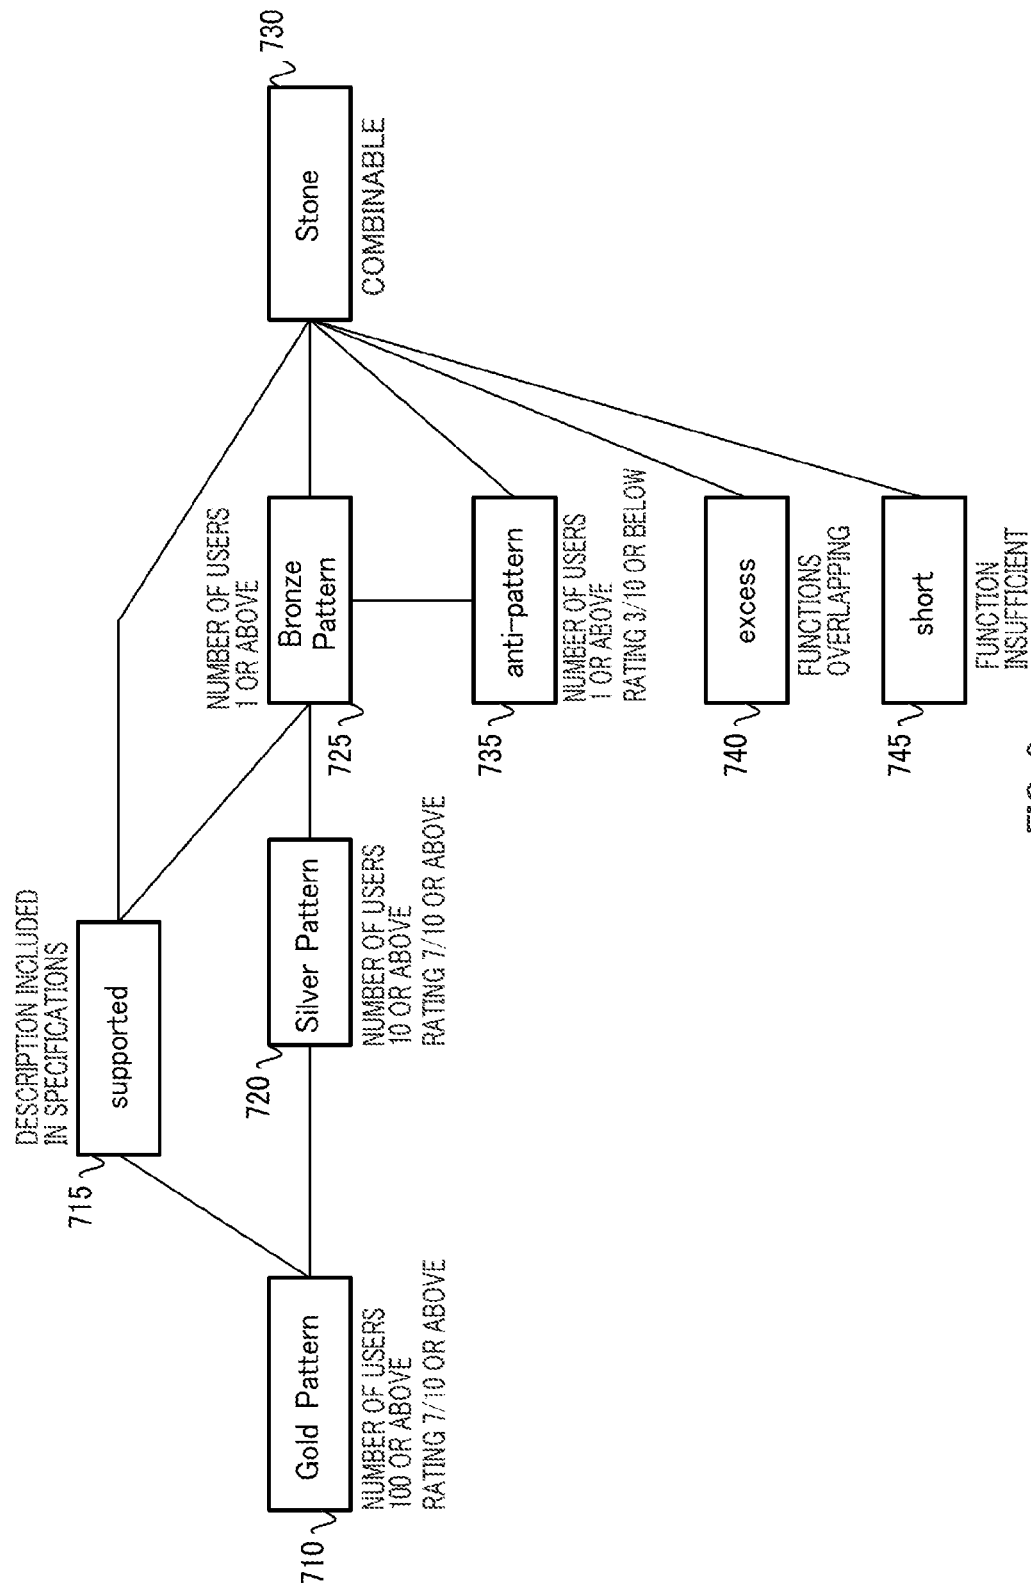 DESCRIPTION INCLUDED
IN SPECIFICATIONS
supported
715
Gold Pattern
710
NUMBER OF USERS
100 OR ABOVE
RATING 7/10 OR ABOVE
Silver Pattern
720
NUMBER OF USERS
10 OR ABOVE
RATING 7/10 OR ABOVE
NUMBER OF USERS
1 OR ABOVE
Bronze
Pattern
725
Stone
730
COMBINABLE
anti-pattern
735
NUMBER OF USERS
1 OR ABOVE
RATING 3/10 OR BELOW
excess
740
FUNCTIONS
OVERLAPPING
short
745
FUNCTION
INSUFFICIENT